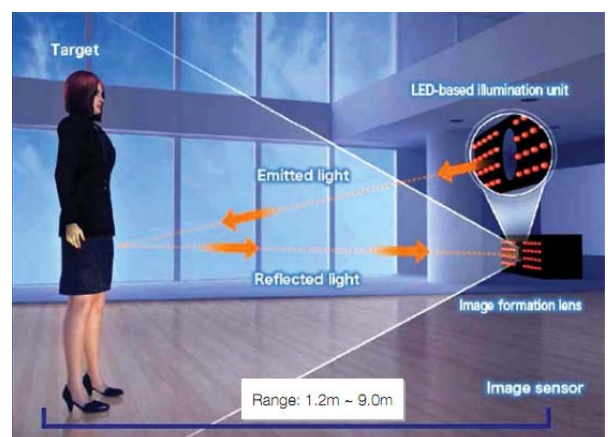 Target
LED-based illumination unit
Emitted light
Reflected light
Image formation lens
Range: 1.2m ~ 9.0m
Image sensor